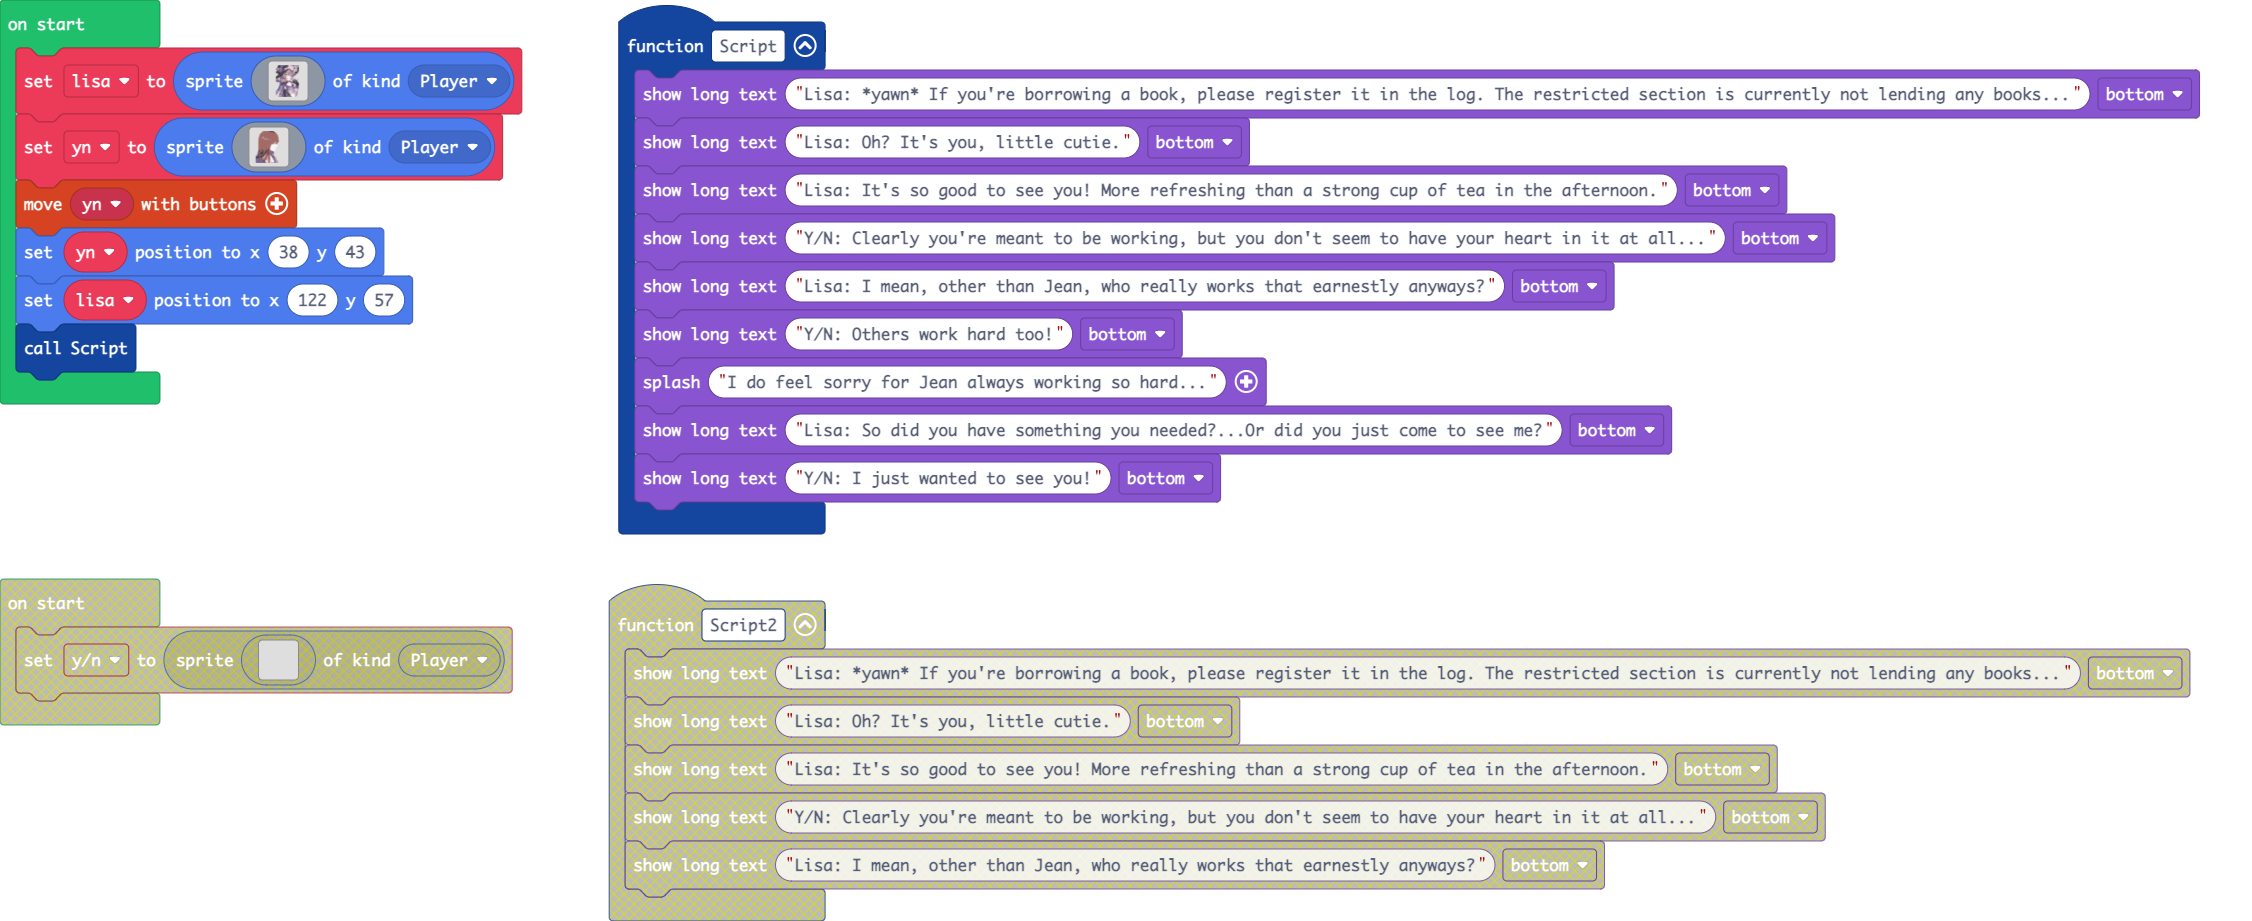 on start
set lisa to sprite of kind Player
set yn to sprite of kind Player
move yn with buttons
set yn position to x 38 y 43
set lisa position to x 122 y 57
call Script
function Script
show long text "Lisa: *yawn* If you're borrowing a book, please register it in the log. The restricted section is currently not lending any books..." bottom
show long text "Lisa: Oh? It's you, little cutie." bottom
show long text "Lisa: It's so good to see you! More refreshing than a strong cup of tea in the afternoon." bottom
show long text "Y/N: Clearly you're meant to be working, but you don't seem to have your heart in it at all..." bottom
show long text "Lisa: I mean, other than Jean, who really works that earnestly anyways?" bottom
show long text "Y/N: Others work hard too!" bottom
splash "I do feel sorry for Jean always working so hard..."
show long text "Lisa: So did you have something you needed?...Or did you just come to see me?" bottom
show long text "Y/N: I just wanted to see you!" bottom
on start
set y/n to sprite of kind Player
function Script2
show long text "Lisa: *yawn* If you're borrowing a book, please register it in the log. The restricted section is currently not lending any books..." bottom
show long text "Lisa: Oh? It's you, little cutie." bottom
show long text "Lisa: It's so good to see you! More refreshing than a strong cup of tea in the afternoon." bottom
show long text "Y/N: Clearly you're meant to be working, but you don't seem to have your heart in it at all..." bottom
show long text "Lisa: I mean, other than Jean, who really works that earnestly anyways?" bottom